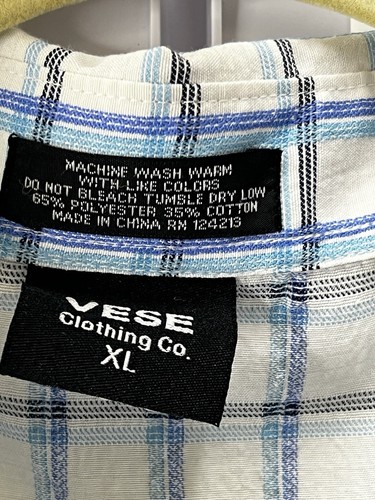 MACHINE WASH WARM
WITH LIKE COLORS
DO NOT BLEACH TUMBLE DRY LOW
65% POLYESTER 35% COTTON
MADE IN CHINA RN 124213
VESE
Clothing Co.
XL